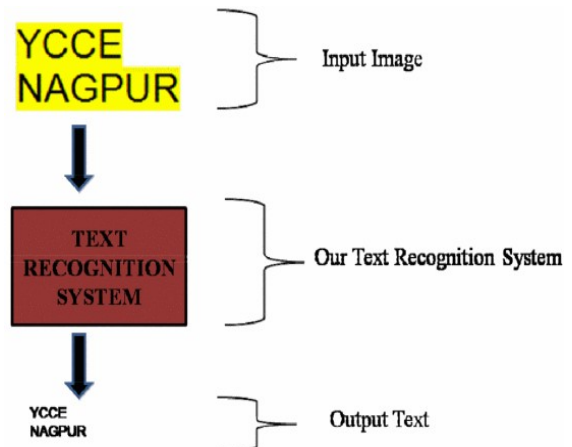 YCCE
NAGPUR
Input Image
TEXT
RECOGNITION
SYSTEM
Our Text Recognition System
YCCE
NAGPUR
Output Text